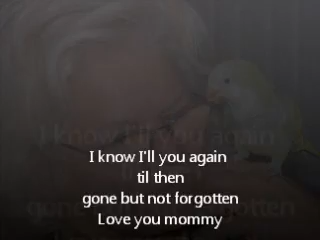 I know I'll you again
til then
gone but not forgotten
Love you mommy